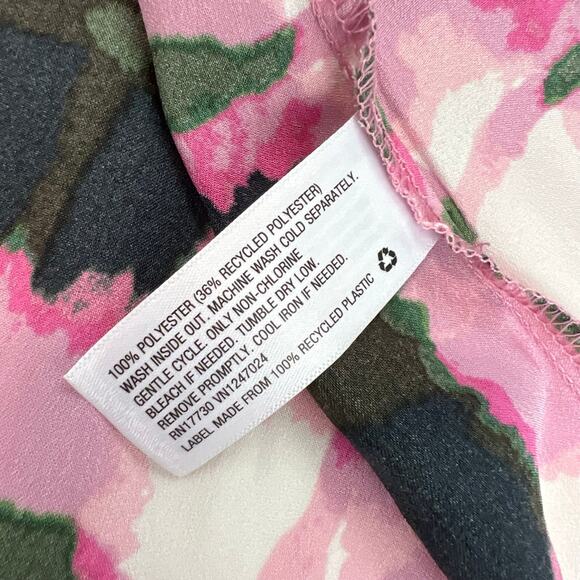 100% POLYESTER (36% RECYCLED POLYESTER)
WASH INSIDE OUT. MACHINE WASH COLD SEPARATELY.
GENTLE CYCLE. ONLY NON-CHLORINE
BLEACH IF NEEDED. TUMBLE DRY LOW.
REMOVE PROMPTLY. COOL IRON IF NEEDED.
RN17730 VN1247024
LABEL MADE FROM 100% RECYCLED PLASTIC